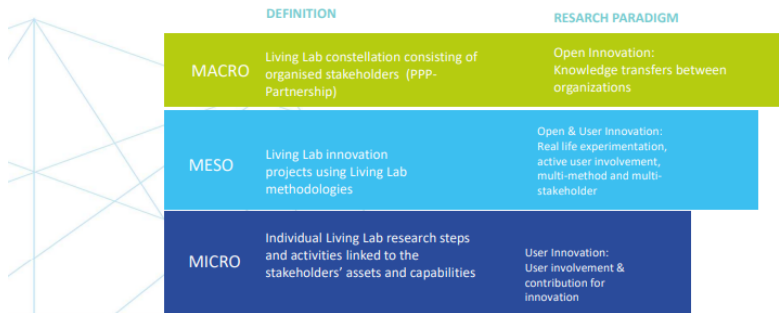 DEFINITION
RESARCH PARADIGM
MACRO
Living Lab constellation consisting of
organised stakeholders (PPP-
Partnership)
Open Innovation:
Knowledge transfers between
organizations
MESO
Living Lab innovation
projects using Living Lab
methodologies
Open & User Innovation:
Real life experimentation,
active user involvement,
multi-method and multi-
stakeholder
MICRO
Individual Living Lab research steps
and activities linked to the
stakeholders’ assets and capabilities
User Innovation:
User involvement &
contribution for
innovation